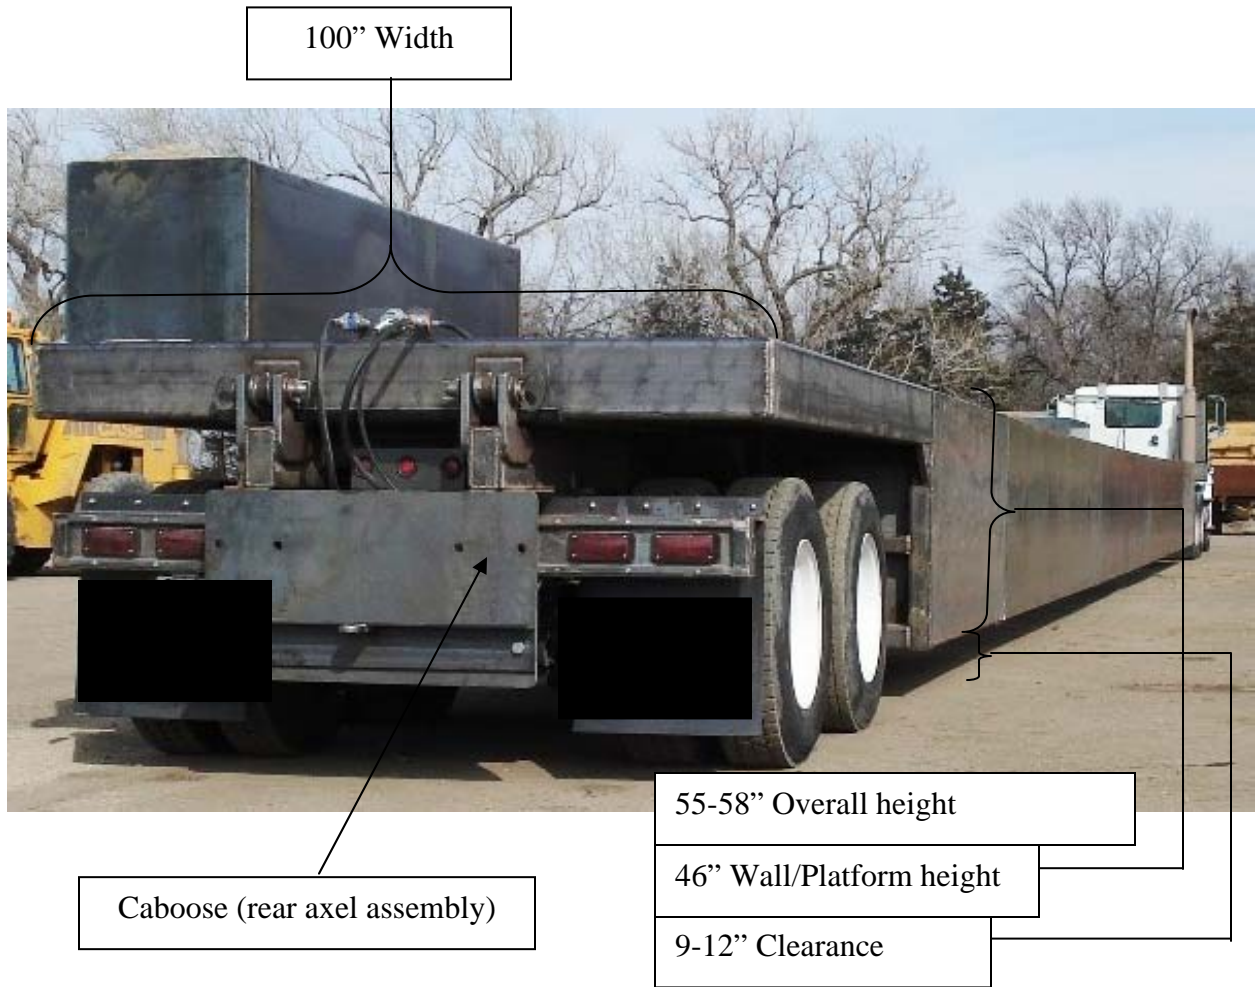 100” Width
55-58” Overall height
46” Wall/Platform height
Caboose (rear axel assembly)
9-12” Clearance